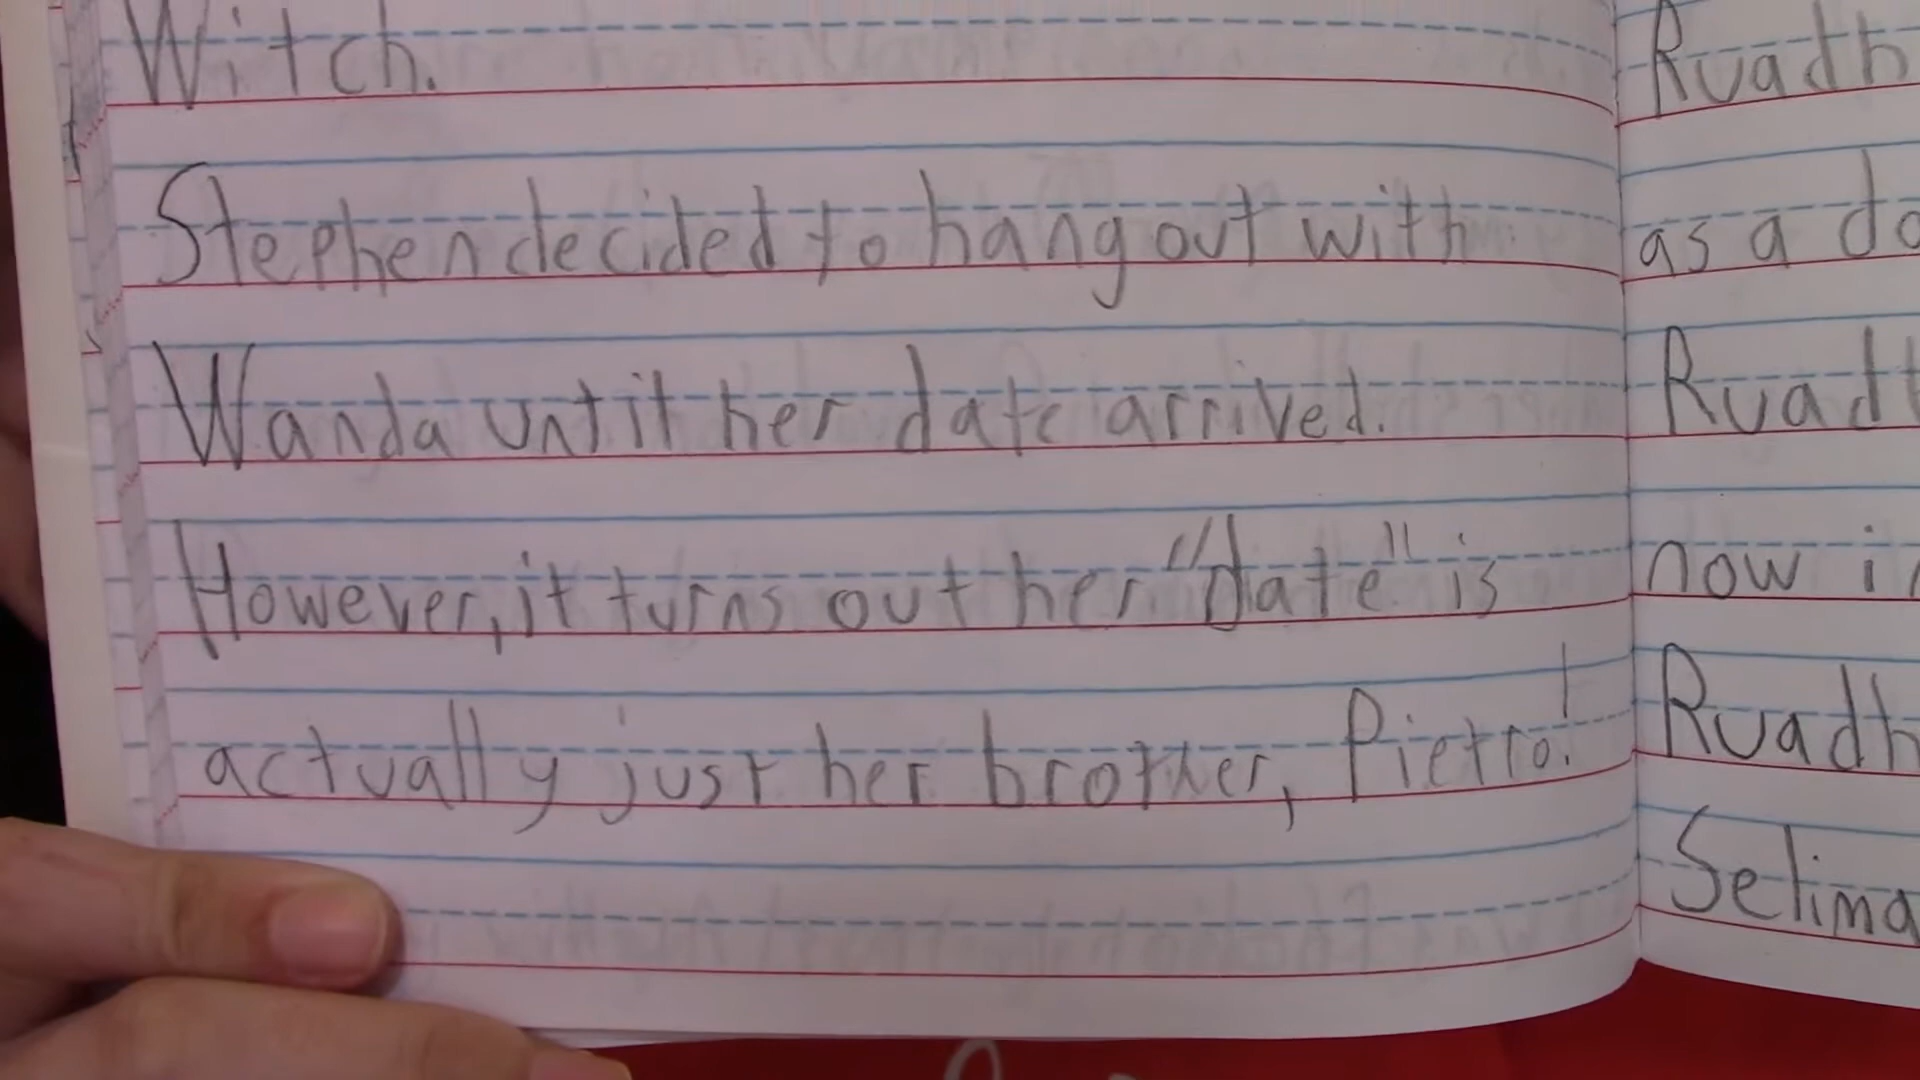 Witch.
Stephen decided to hang out with
Wanda until her date arrived.
However, it turns out her "date" is
actually just her brother, Pietro!
Ruadh
as a
Ruad
now
Ruadh
Selima